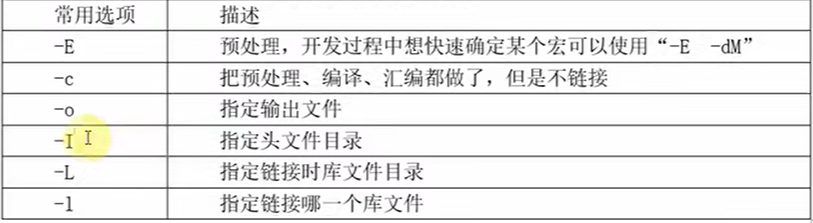 常用选项 描述
-E 预处理，开发过程中想快速确定某个宏可以使用“-E -dM”
-c 把预处理、编译、汇编都做了，但是不链接
-o 指定输出文件
-I 指定头文件目录
-L 指定链接时库文件目录
-l 指定链接哪一个库文件